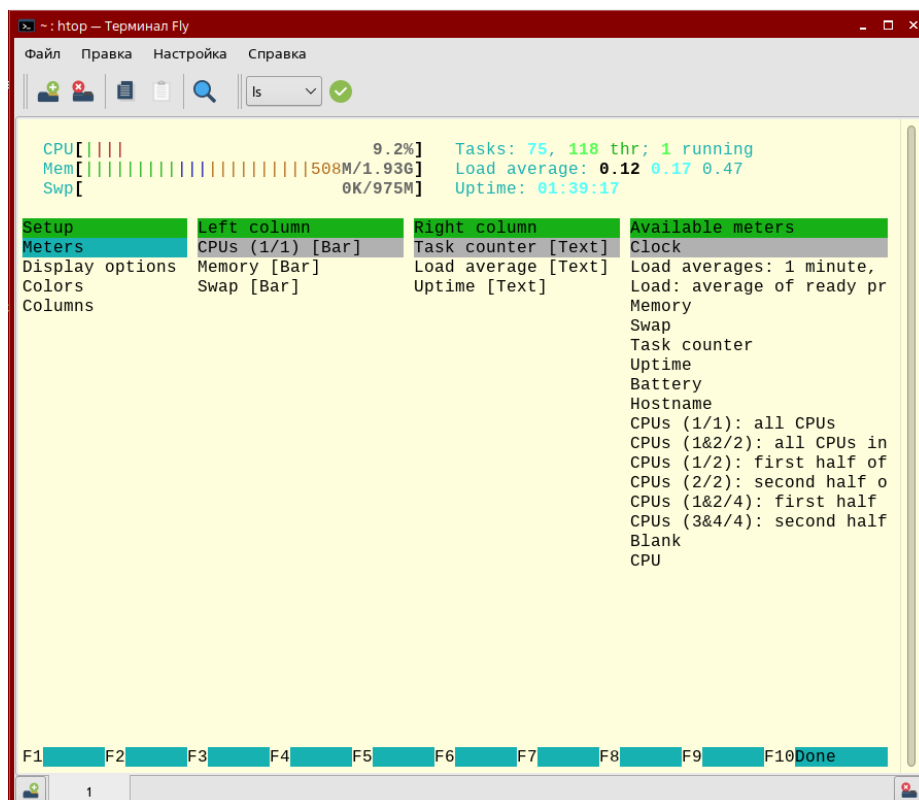 ~ : htop — Терминал Fly
Файл Правка Настройка Справка
ls
CPU[|||| 9.2%] Tasks: 75, 118 thr; 1 running
Mem[||||||||||||||||||||||508M/1.93G] Load average: 0.12 0.17 0.47
Swp[ 0K/975M] Uptime: 01:39:17
Setup Left column Right column Available meters
Meters CPUs (1/1) [Bar] Task counter [Text] Clock
Display options Memory [Bar] Load average [Text] Load averages: 1 minute,
Colors Swap [Bar] Uptime [Text] Load: average of ready pr
Columns Memory
Swap
Task counter
Uptime
Battery
Hostname
CPUs (1/1): all CPUs
CPUs (1&2/2): all CPUs in
CPUs (1/2): first half of
CPUs (2/2): second half o
CPUs (1&2/4): first half
CPUs (3&4/4): second half
Blank
CPU
F1 F2 F3 F4 F5 F6 F7 F8 F9 F10Done
1